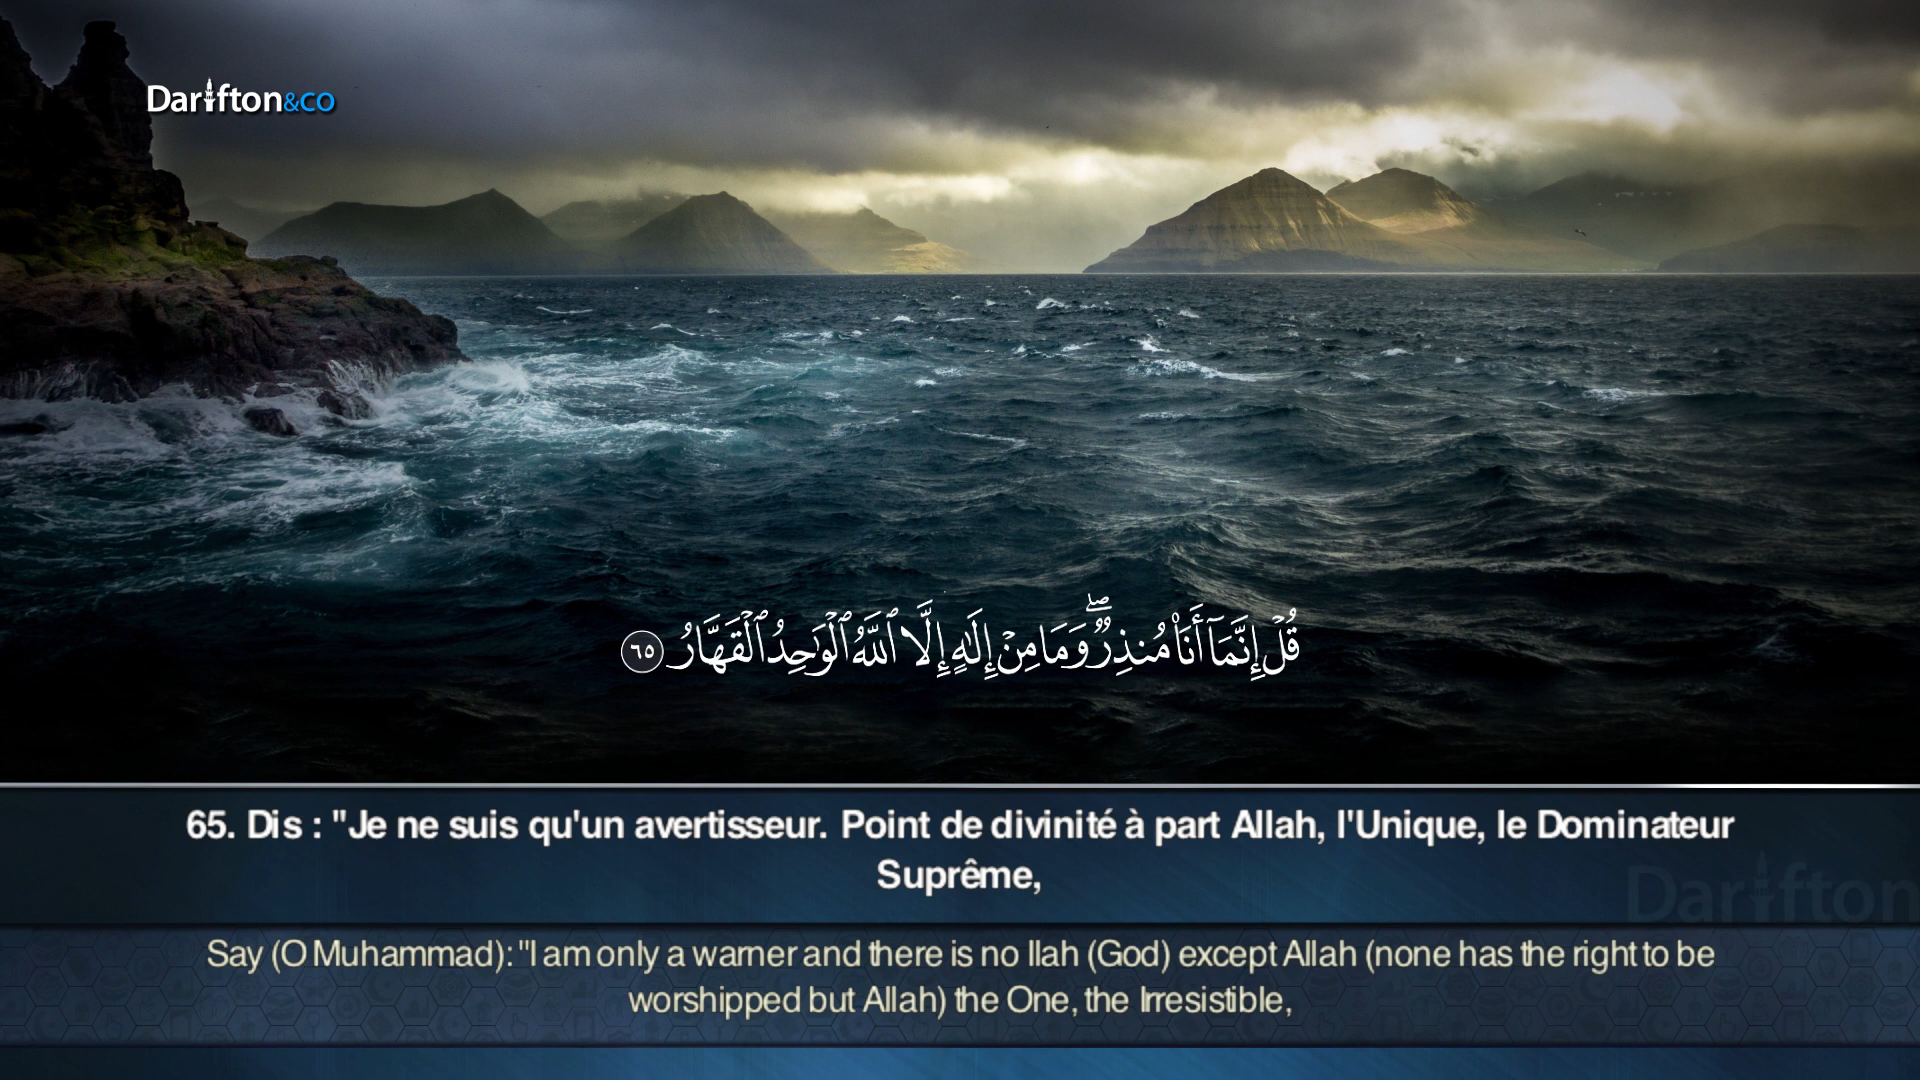 Darifton&CO
قُلْ إِنَّمَآ أَنَا۠ مُنذِرٌۭ ۖ وَمَا مِنْ إِلَٰهٍ إِلَّا ٱللَّهُ ٱلْوَٰحِدُ ٱلْقَهَّارُ ٦٥
65. Dis : "Je ne suis qu'un avertisseur. Point de divinité à part Allah, l'Unique, le Dominateur
Suprême,
Darifton
Say (O Muhammad): "I am only a warner and there is no Ilah (God) except Allah (none has the right to be
worshipped but Allah) the One, the Irresistible,